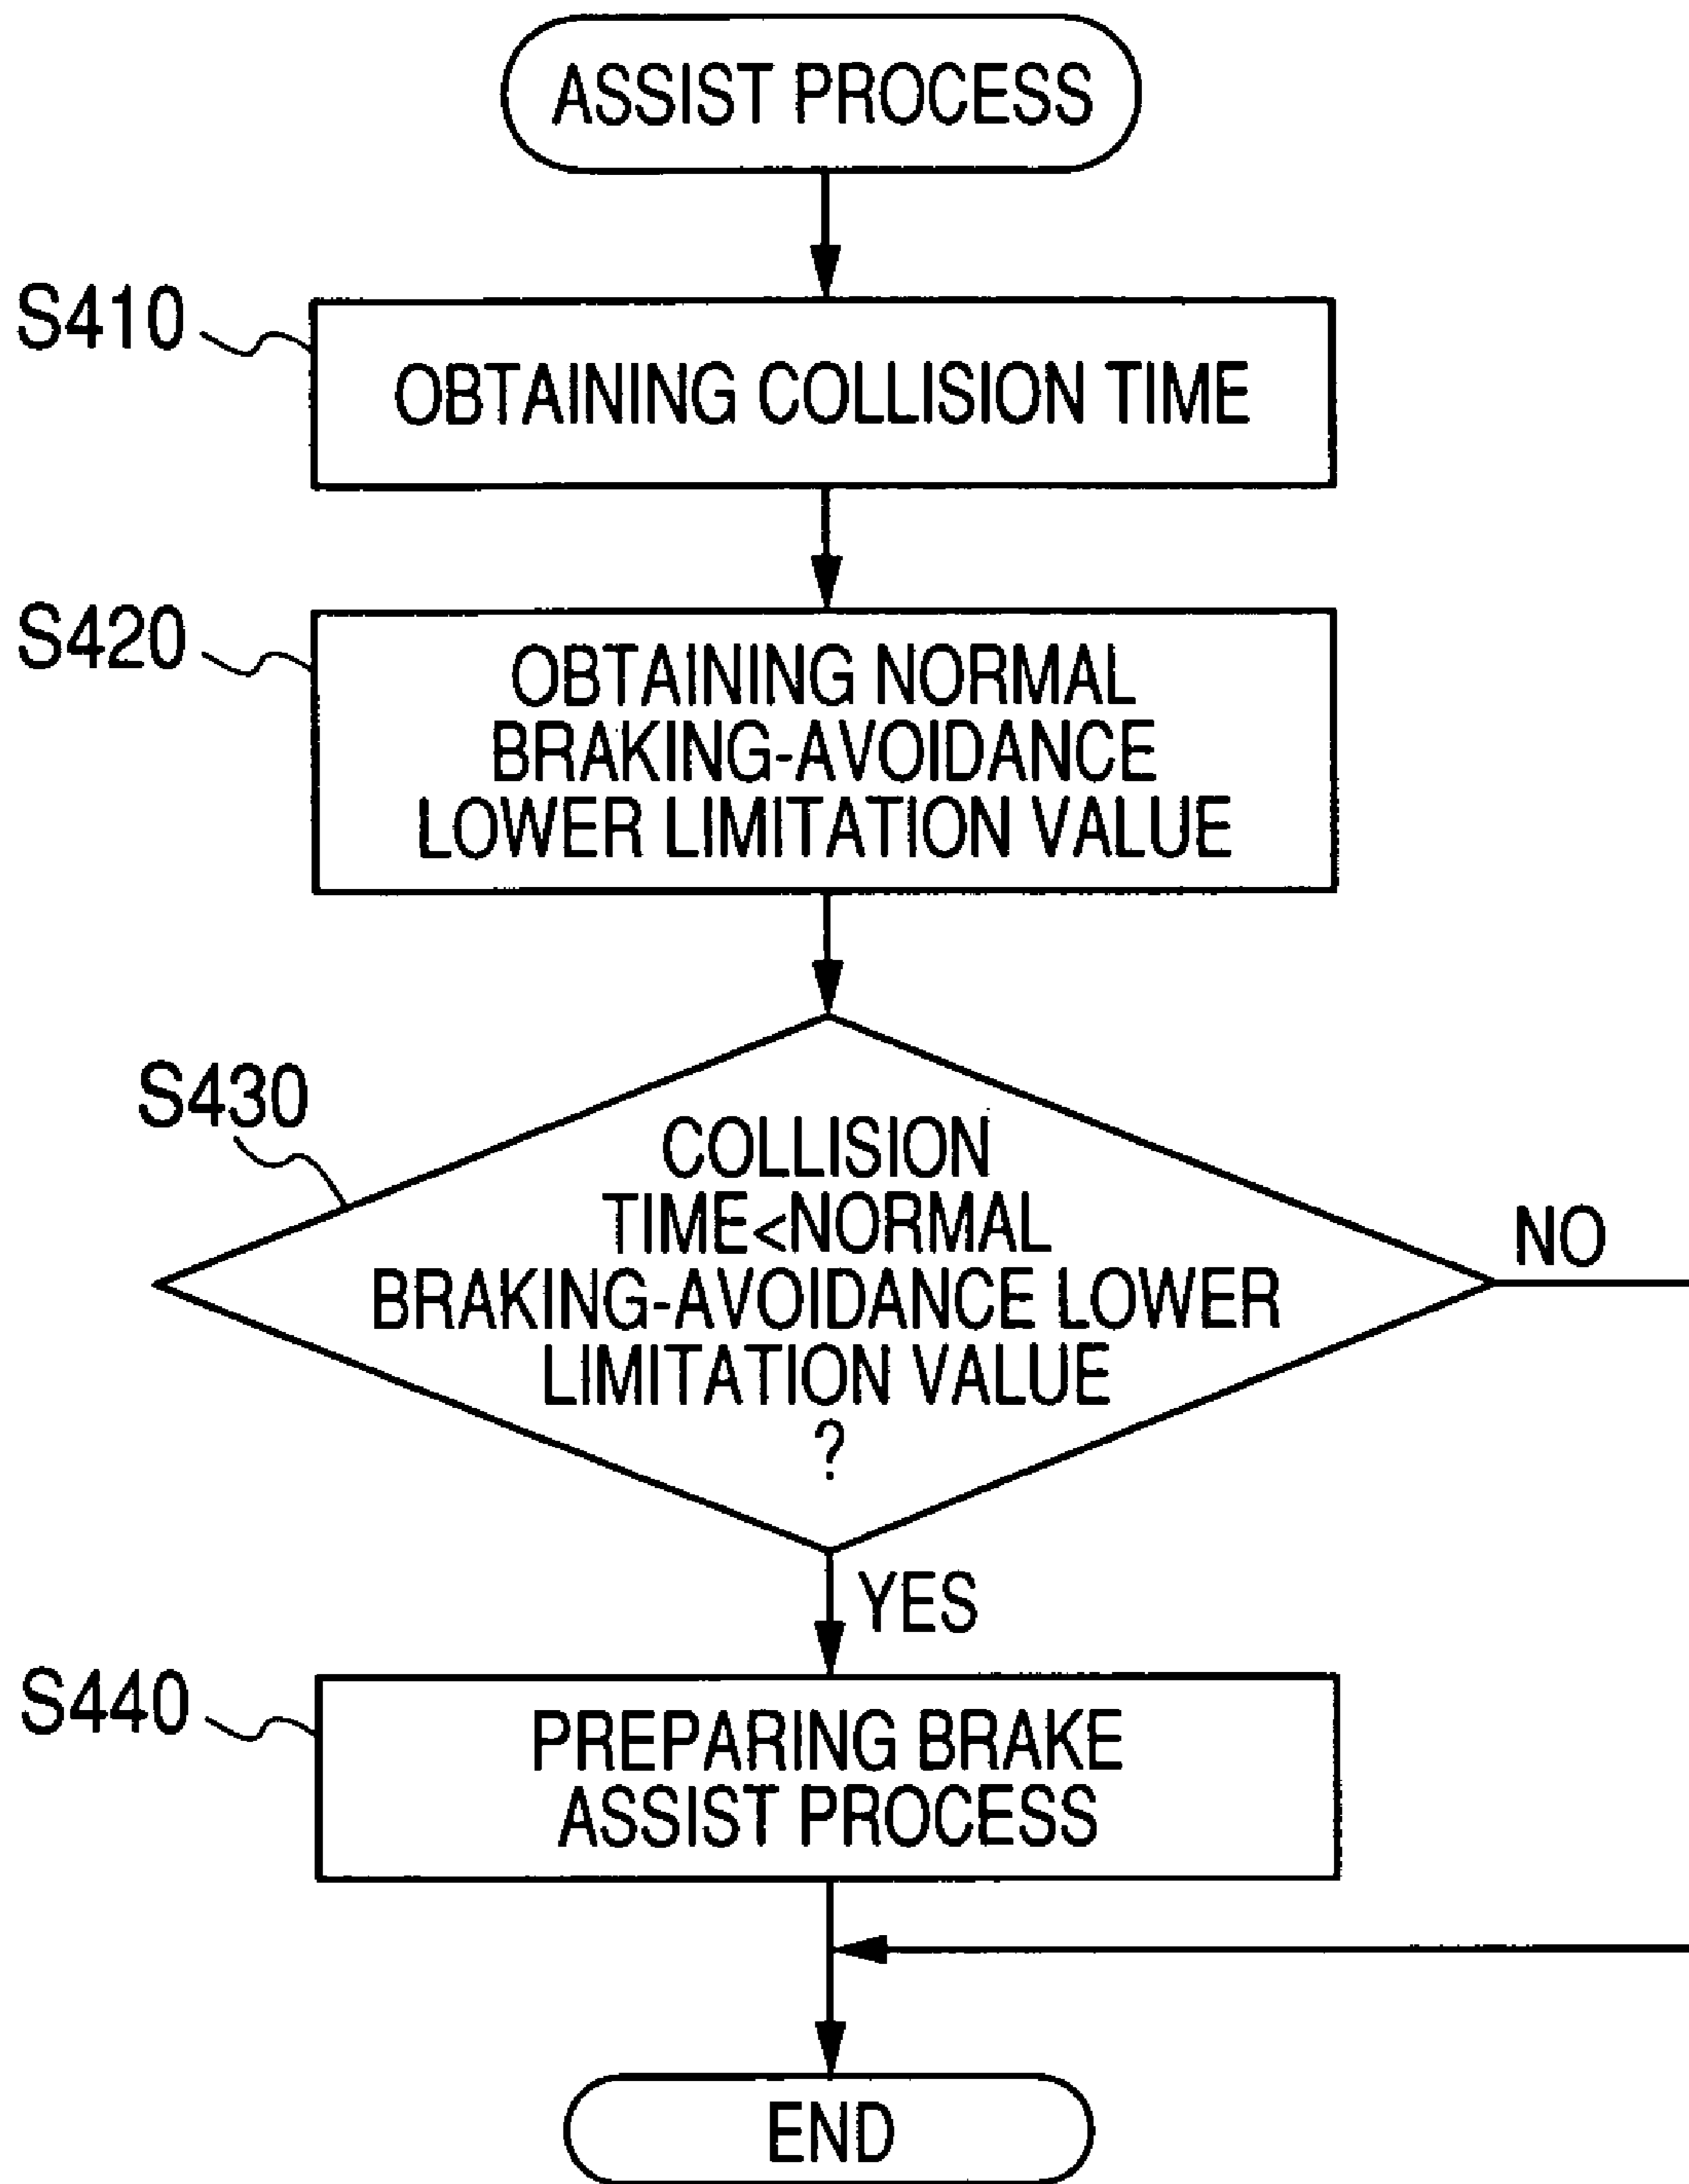 ASSIST PROCESS
S410
OBTAINING COLLISION TIME
S420
OBTAINING NORMAL
BRAKING-AVOIDANCE
LOWER LIMITATION VALUE
S430
COLLISION
TIME<NORMAL
BRAKING-AVOIDANCE LOWER
LIMITATION VALUE
?
NO
YES
S440
PREPARING BRAKE
ASSIST PROCESS
END